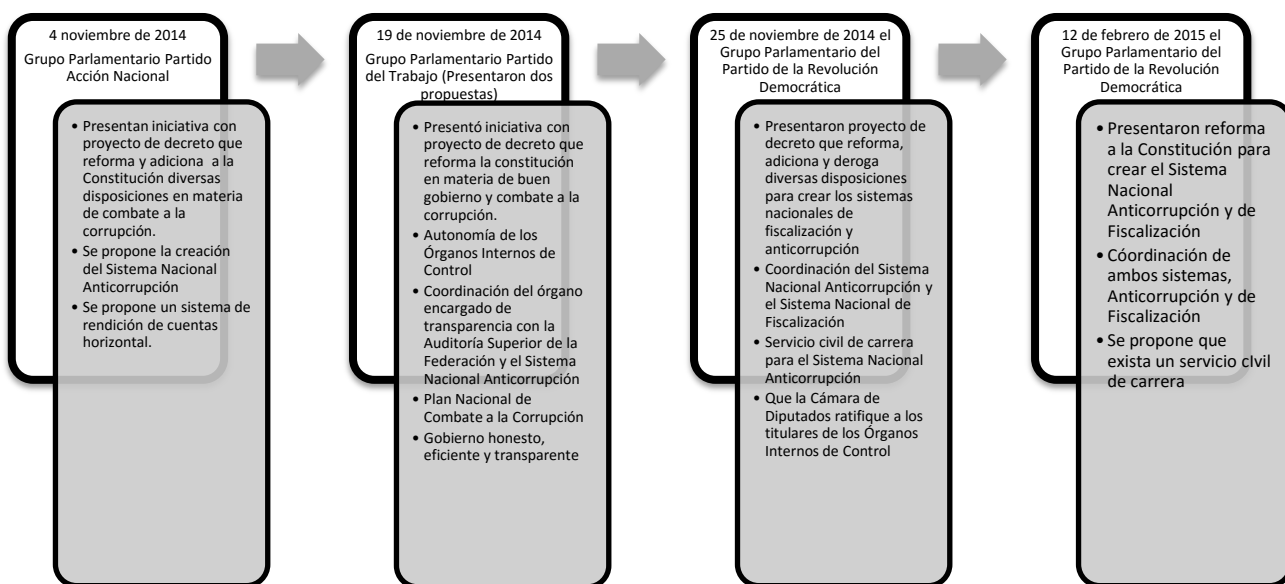 4 noviembre de 2014
Grupo Parlamentario Partido
Acción Nacional
• Presentan iniciativa con
proyecto de decreto que
reforma y adiciona a la
Constitución diversas
disposiciones en materia
de combate a la
corrupción.
• Se propone la creación
del Sistema Nacional
Anticorrupción
• Se propone un sistema de
rendición de cuentas
horizontal.
19 de noviembre de 2014
Grupo Parlamentario Partido
del Trabajo (Presentaron dos
propuestas)
• Presentó iniciativa con
proyecto de decreto que
reforma la constitución
en materia de buen
gobierno y combate a la
corrupción.
• Autonomía de los
Órganos Internos de
Control
• Coordinación del órgano
encargado de
transparencia con la
Auditoría Superior de la
Federación y el Sistema
Nacional Anticorrupción
• Plan Nacional de
Combate a la Corrupción
• Gobierno honesto,
eficiente y transparente
25 de noviembre de 2014 el
Grupo Parlamentario del
Partido de la Revolución
Democrática
• Presentaron proyecto de
decreto que reforma,
adiciona y deroga
diversas disposiciones
para crear los sistemas
nacionales de
fiscalización y
anticorrupción
• Coordinación del Sistema
Nacional Anticorrupción y
el Sistema Nacional de
Fiscalización
• Servicio civil de carrera
para el Sistema Nacional
Anticorrupción
• Que la Cámara de
Diputados ratifique a los
titulares de los Órganos
Internos de Control
12 de febrero de 2015 el
Grupo Parlamentario del
Partido de la Revolución
Democrática
• Presentaron reforma
a la Constitución para
crear el Sistema
Nacional
Anticorrupción y de
Fiscalización
• Cóordinación de
ambos sistemas,
Anticorrupción y de
Fiscalización
• Se propone que
exista un servicio cIvil
de carrera